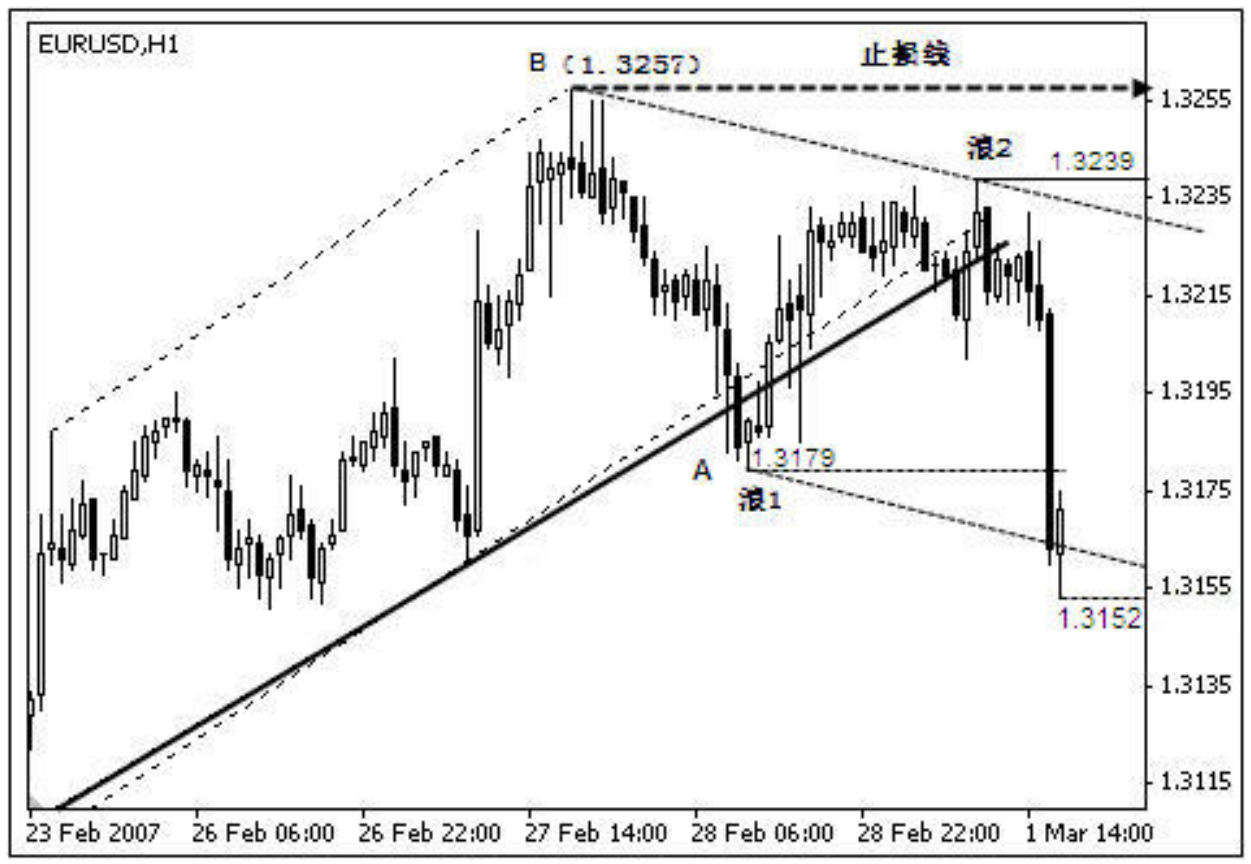 EURUSD,H1
B (1.3257)
止损线
1.3255
浪2
1.3239
1.3235
1.3215
1.3195
A
1.3179
浪1
1.3175
1.3155
1.3152
1.3135
1.3115
23 Feb 2007 26 Feb 06:00 26 Feb 22:00 27 Feb 14:00 28 Feb 06:00 28 Feb 22:00 1 Mar 14:00